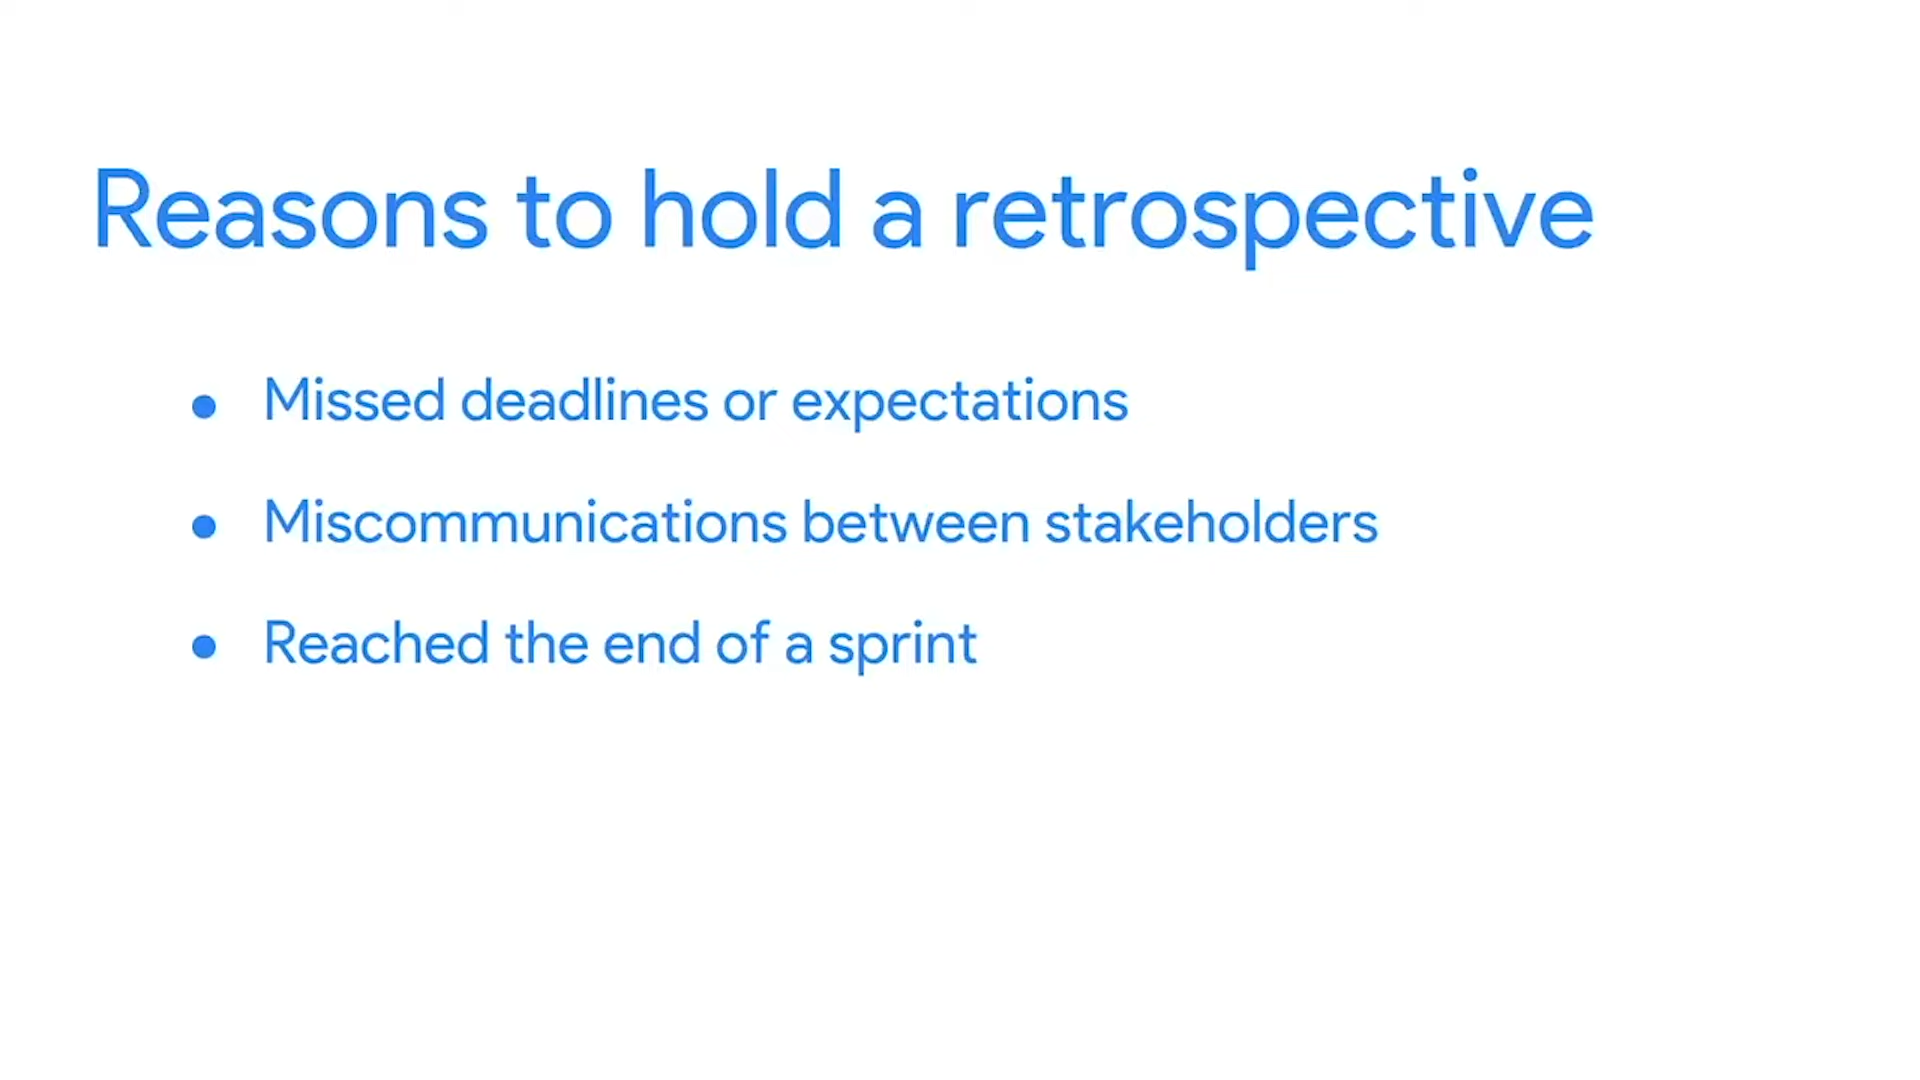 Reasons to hold a retrospective
• Missed deadlines or expectations
• Miscommunications between stakeholders
• Reached the end of a sprint